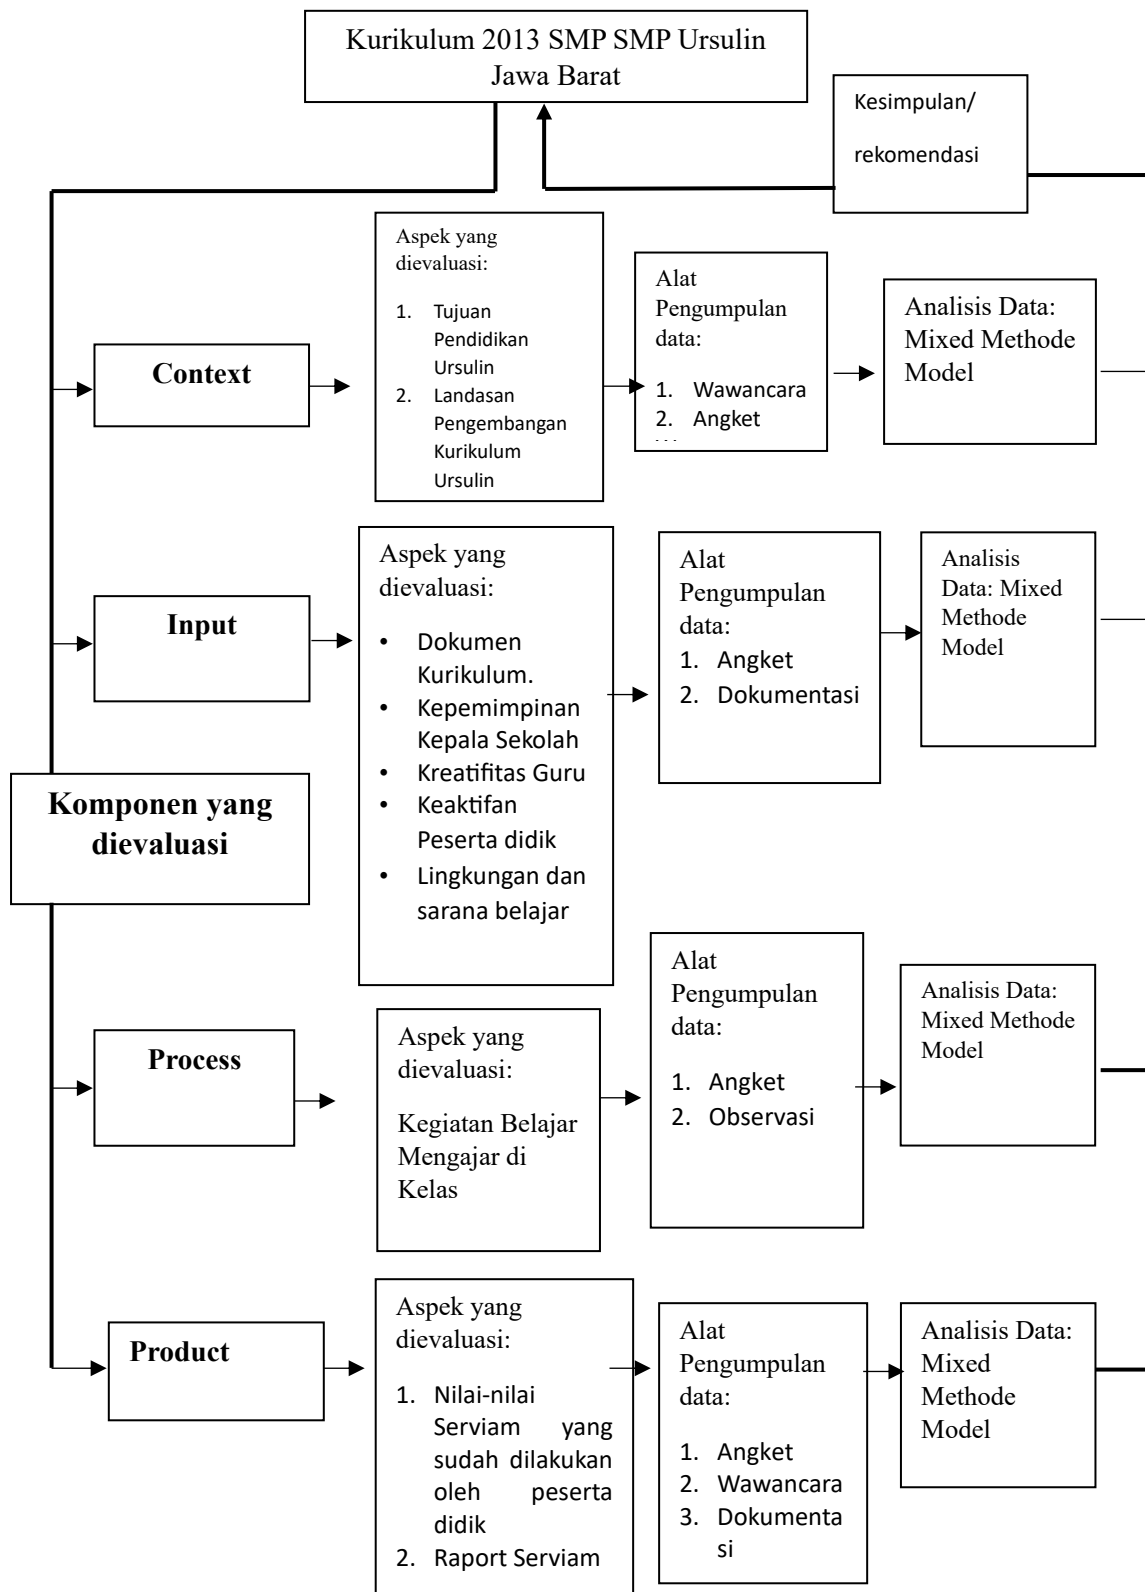 Kurikulum 2013 SMP SMP Ursulin
Jawa Barat
Kesimpulan/
rekomendasi
Context
Aspek yang
dievaluasi:
1. Tujuan
Pendidikan
Ursulin
2. Landasan
Pengembangan
Kurikulum
Ursulin
Alat
Pengumpulan
data:
1. Wawancara
2. Angket
Analisis Data:
Mixed Methode
Model
Input
Aspek yang
dievaluasi:
• Dokumen
Kurikulum.
• Kepemimpinan
Kepala Sekolah
• Kreatifitas Guru
• Keaktifan
Peserta didik
• Lingkungan dan
sarana belajar
Alat
Pengumpulan
data:
1. Angket
2. Dokumentasi
Analisis
Data: Mixed
Methode
Model
Komponen yang
dievaluasi
Process
Aspek yang
dievaluasi:
Kegiatan Belajar
Mengajar di
Kelas
Alat
Pengumpulan
data:
1. Angket
2. Observasi
Analisis Data:
Mixed Methode
Model
Product
Aspek yang
dievaluasi:
1. Nilai-nilai
Serviam yang
sudah dilakukan
oleh peserta
didik
2. Raport Serviam
Alat
Pengumpulan
data:
1. Angket
2. Wawancara
3. Dokumenta
si
Analisis Data:
Mixed
Methode
Model